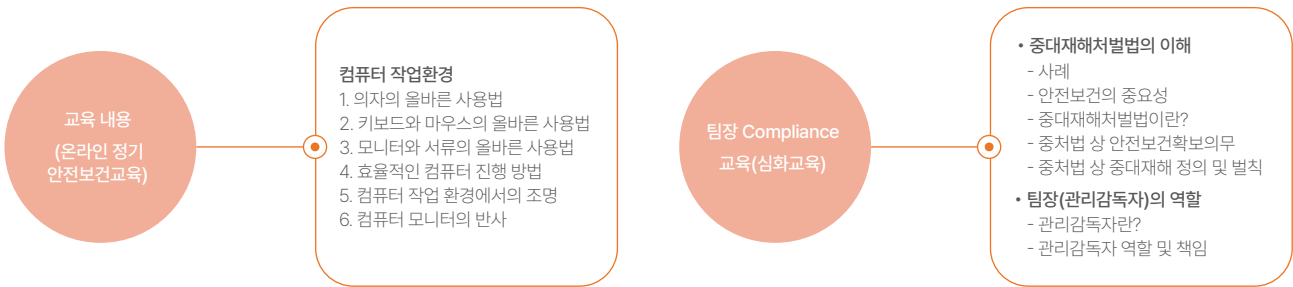 교육 내용
(온라인 정기
안전보건교육)
컴퓨터 작업환경
1. 의자의 올바른 사용법
2. 키보드와 마우스의 올바른 사용법
3. 모니터와 서류의 올바른 사용법
4. 효율적인 컴퓨터 진행 방법
5. 컴퓨터 작업 환경에서의 조명
6. 컴퓨터 모니터의 반사
팀장 Compliance
교육(심화교육)
• 중대재해처벌법의 이해
- 사례
- 안전보건의 중요성
- 중대재해처벌법이란?
- 중처법 상 안전보건확보의무
- 중처법 상 중대재해 정의 및 벌칙
• 팀장(관리감독자)의 역할
- 관리감독자란?
- 관리감독자 역할 및 책임